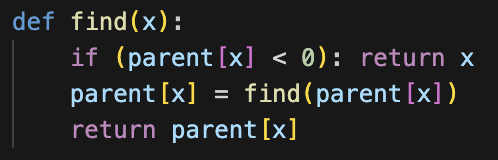 def find(x):
    if (parent[x] < 0): return x
    parent[x] = find(parent[x])
    return parent[x]